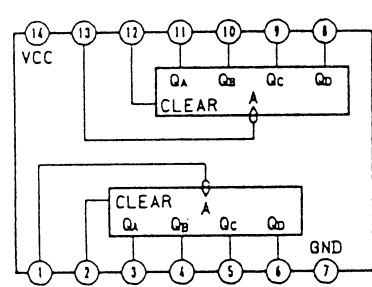 14 13 12 11 10 9 8
VCC
QA QB QC QD
CLEAR A
CLEAR A
QA QB QC QD
GND
1 2 3 4 5 6 7